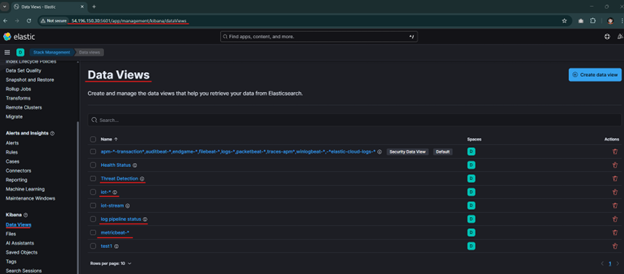 Data Views - Elastic
Not secure 54.196.158.30:5601/app/management/kibana/dataViews
elastic
Find apps, content, and more.
D
Stack Management
Data Views
Index Lifecycle Policies
Data Set Quality
Snapshot and Restore
Rollup Jobs
Transforms
Remote Clusters
Migrate
Alerts and Insights
Alerts
Rules
Cases
Connectors
Reporting
Machine Learning
Maintenance Windows
Kibana
Data Views
Files
AI Assistants
Saved Objects
Tags
Search Sessions
Data Views
Create data view
Create and manage the data views that help you retrieve your data from Elasticsearch.
Search...
Name Spaces Actions
apm-*-transaction*,auditbeat-*,endgame-*,filebeat-*,logs-*,packetbeat-*,traces-apm*,winlogbeat-*,-*elastic-cloud-logs-* Security Data View Default D
Health Status D
Threat Detection D
D
iot-stream D
log pipeline status D
metricbeat-* D
test1 D
Rows per page: 10
1